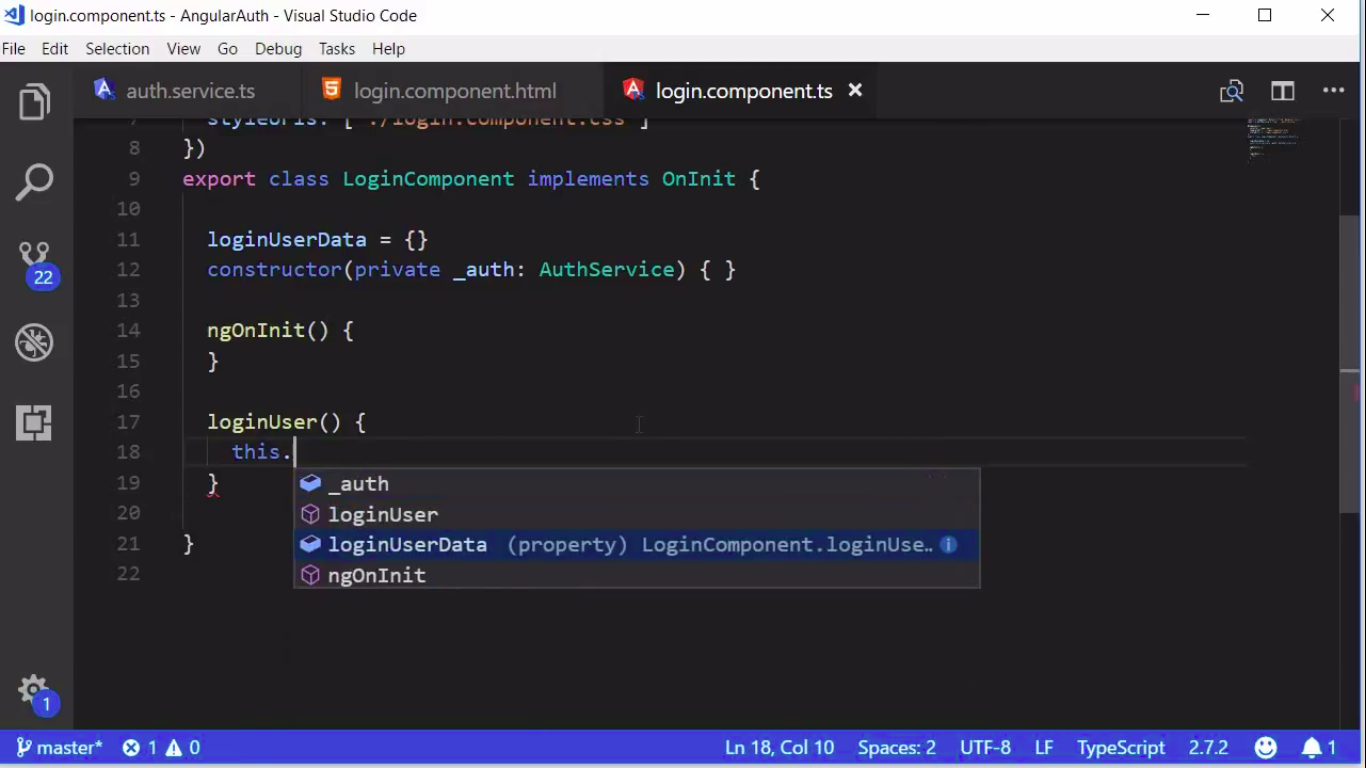 login.component.ts - AngularAuth - Visual Studio Code
File Edit Selection View Go Debug Tasks Help
auth.service.ts login.component.html login.component.ts
7 styleUrls: ['./login.component.css']
8 })
9 export class LoginComponent implements OnInit {
10
11 loginUserData = {}
12 constructor(private _auth: AuthService) { }
13
14 ngOnInit() {
15 }
16
17 loginUser() {
18 this.
19 }
_auth
20
loginUser
21 }
loginUserData (property) LoginComponent.loginUse…
22
ngOnInit
22
1
master* 1 0 Ln 18, Col 10 Spaces: 2 UTF-8 LF TypeScript 2.7.2 1